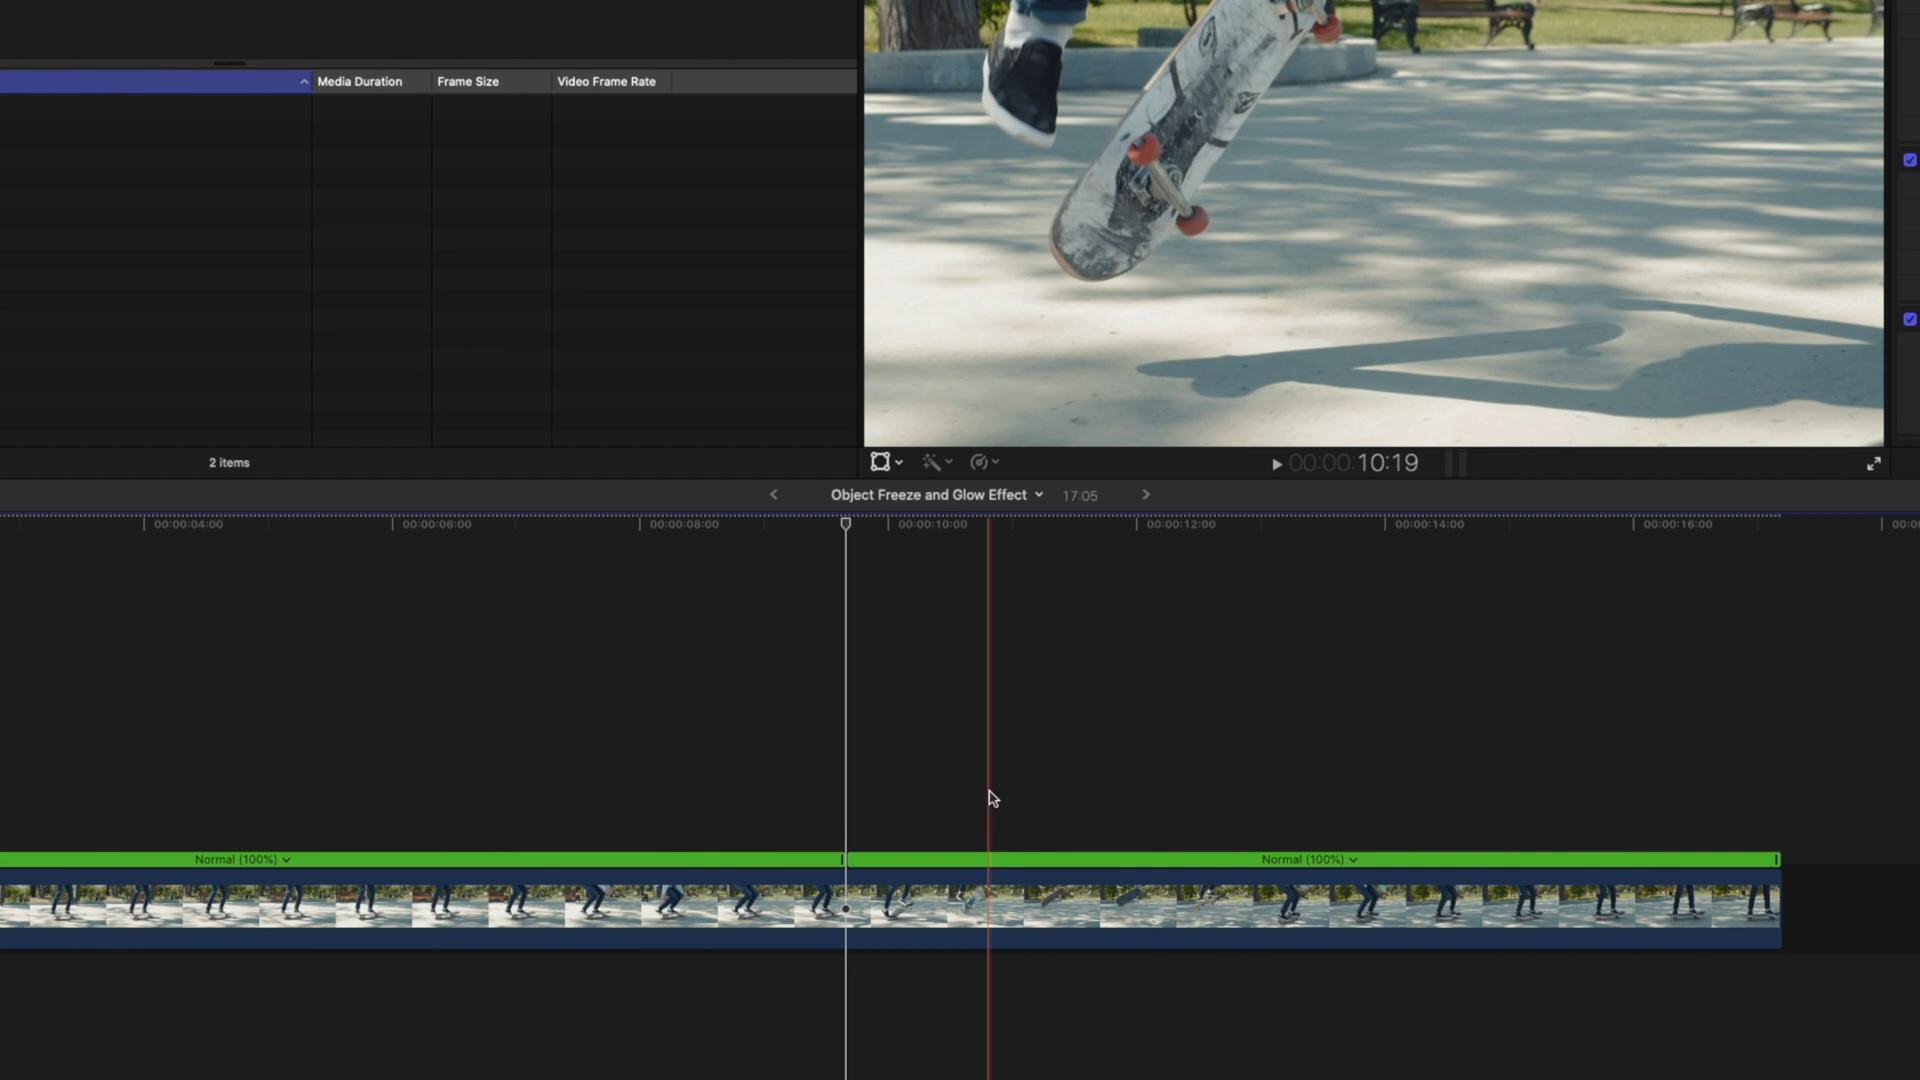 Media Duration
Frame Size
Video Frame Rate
2 items
00:00:10:19
Object Freeze and Glow Effect
17:05
00:00:04:00
00:00:06:00
00:00:08:00
00:00:10:00
00:00:12:00
00:00:14:00
00:00:16:00
00:0
Normal (100%)
Normal (100%)